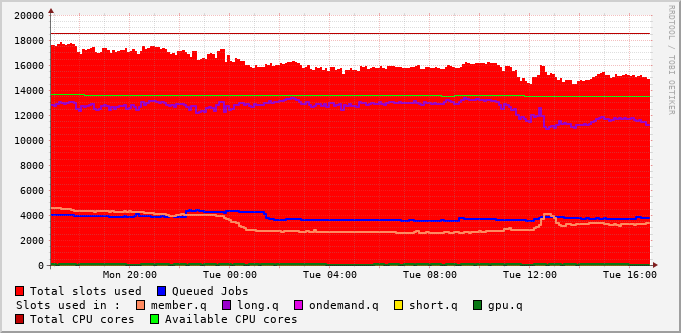 RRDTOOL / TOBI OETIKER
20000
18000
16000
14000
12000
10000
8000
6000
4000
2000
0
Mon 20:00 Tue 00:00 Tue 04:00 Tue 08:00 Tue 12:00 Tue 16:00
Total slots used Queued Jobs
Slots used in : member.q long.q ondemand.q short.q gpu.q
Total CPU cores Available CPU cores